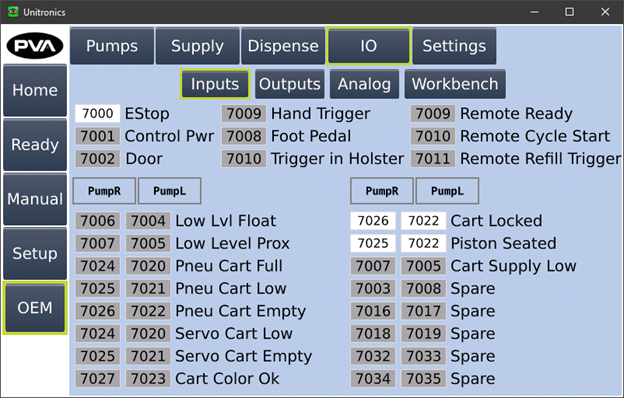 Unitronics
PVA
Pumps Supply Dispense IO Settings
Home
Ready
Manual
Setup
OEM
Inputs Outputs Analog Workbench
7000 EStop 7009 Hand Trigger 7009 Remote Ready
7001 Control Pwr 7008 Foot Pedal 7010 Remote Cycle Start
7002 Door 7010 Trigger in Holster 7011 Remote Refill Trigger
PumpR PumpL PumpR PumpL
7006 7004 Low Lvl Float 7026 7022 Cart Locked
7007 7005 Low Level Prox 7025 7022 Piston Seated
7024 7020 Pneu Cart Full 7007 7005 Cart Supply Low
7025 7021 Pneu Cart Low 7003 7008 Spare
7026 7022 Pneu Cart Empty 7016 7017 Spare
7024 7020 Servo Cart Low 7018 7019 Spare
7025 7021 Servo Cart Empty 7032 7033 Spare
7027 7023 Cart Color Ok 7034 7035 Spare